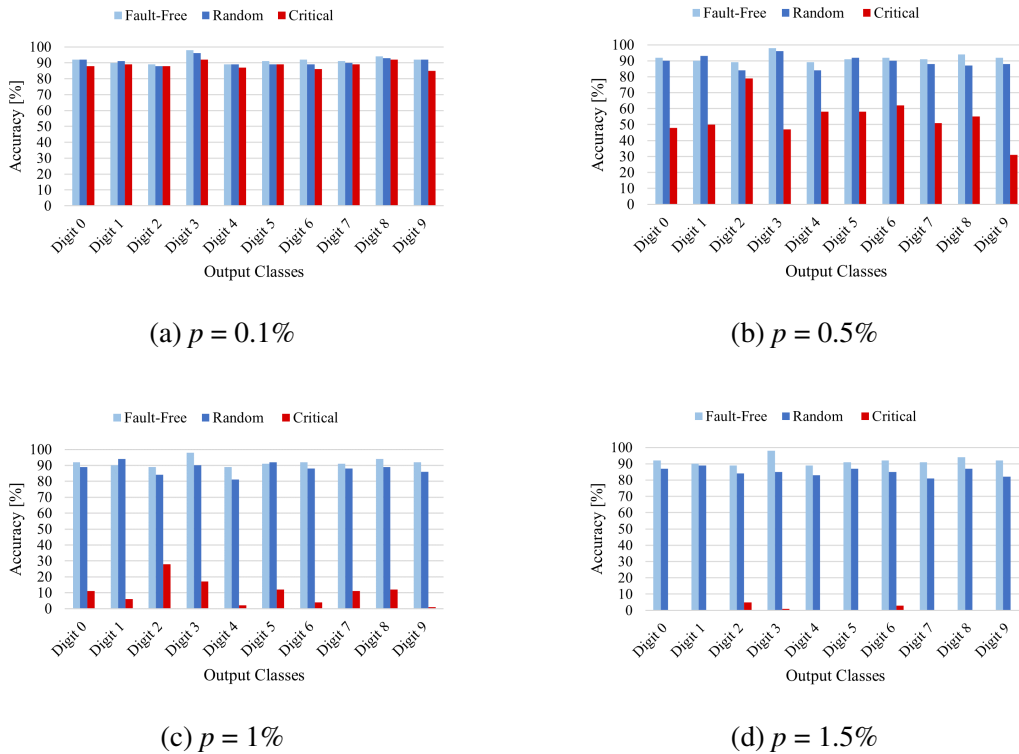 Fault-Free Random Critical
100
90
80
70
60
50
40
30
20
10
0
Accuracy [%]
Digit 0 Digit 1 Digit 2 Digit 3 Digit 4 Digit 5 Digit 6 Digit 7 Digit 8 Digit 9
Output Classes
(a) p = 0.1%
Fault-Free Random Critical
100
90
80
70
60
50
40
30
20
10
0
Accuracy [%]
Digit 0 Digit 1 Digit 2 Digit 3 Digit 4 Digit 5 Digit 6 Digit 7 Digit 8 Digit 9
Output Classes
(b) p = 0.5%
Fault-Free Random Critical
100
90
80
70
60
50
40
30
20
10
0
Accuracy [%]
Digit 0 Digit 1 Digit 2 Digit 3 Digit 4 Digit 5 Digit 6 Digit 7 Digit 8 Digit 9
Output Classes
(c) p = 1%
Fault-Free Random Critical
100
90
80
70
60
50
40
30
20
10
0
Accuracy [%]
Digit 0 Digit 1 Digit 2 Digit 3 Digit 4 Digit 5 Digit 6 Digit 7 Digit 8 Digit 9
Output Classes
(d) p = 1.5%